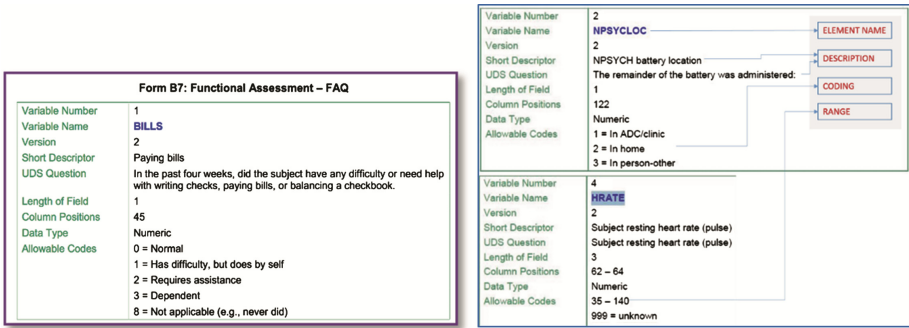 Form B7: Functional Assessment – FAQ
Variable Number 1
Variable Name BILLS
Version 2
Short Descriptor Paying bills
UDS Question In the past four weeks, did the subject have any difficulty or need help
with writing checks, paying bills, or balancing a checkbook.
Length of Field 1
Column Positions 45
Data Type Numeric
Allowable Codes 0 = Normal
1 = Has difficulty, but does by self
2 = Requires assistance
3 = Dependent
8 = Not applicable (e.g., never did)
Variable Number 2
Variable Name NPSYCLOC
Version 2
Short Descriptor NPSYCH battery location
UDS Question The remainder of the battery was administered:
Length of Field 1
Column Positions 122
Data Type Numeric
Allowable Codes 1 = In ADC/clinic
2 = In home
3 = In person-other
ELEMENT NAME
DESCRIPTION
CODING
RANGE
Variable Number 4
Variable Name HRATE
Version 2
Short Descriptor Subject resting heart rate (pulse)
UDS Question Subject resting heart rate (pulse)
Length of Field 3
Column Positions 62 – 64
Data Type Numeric
Allowable Codes 35 – 140
999 = unknown